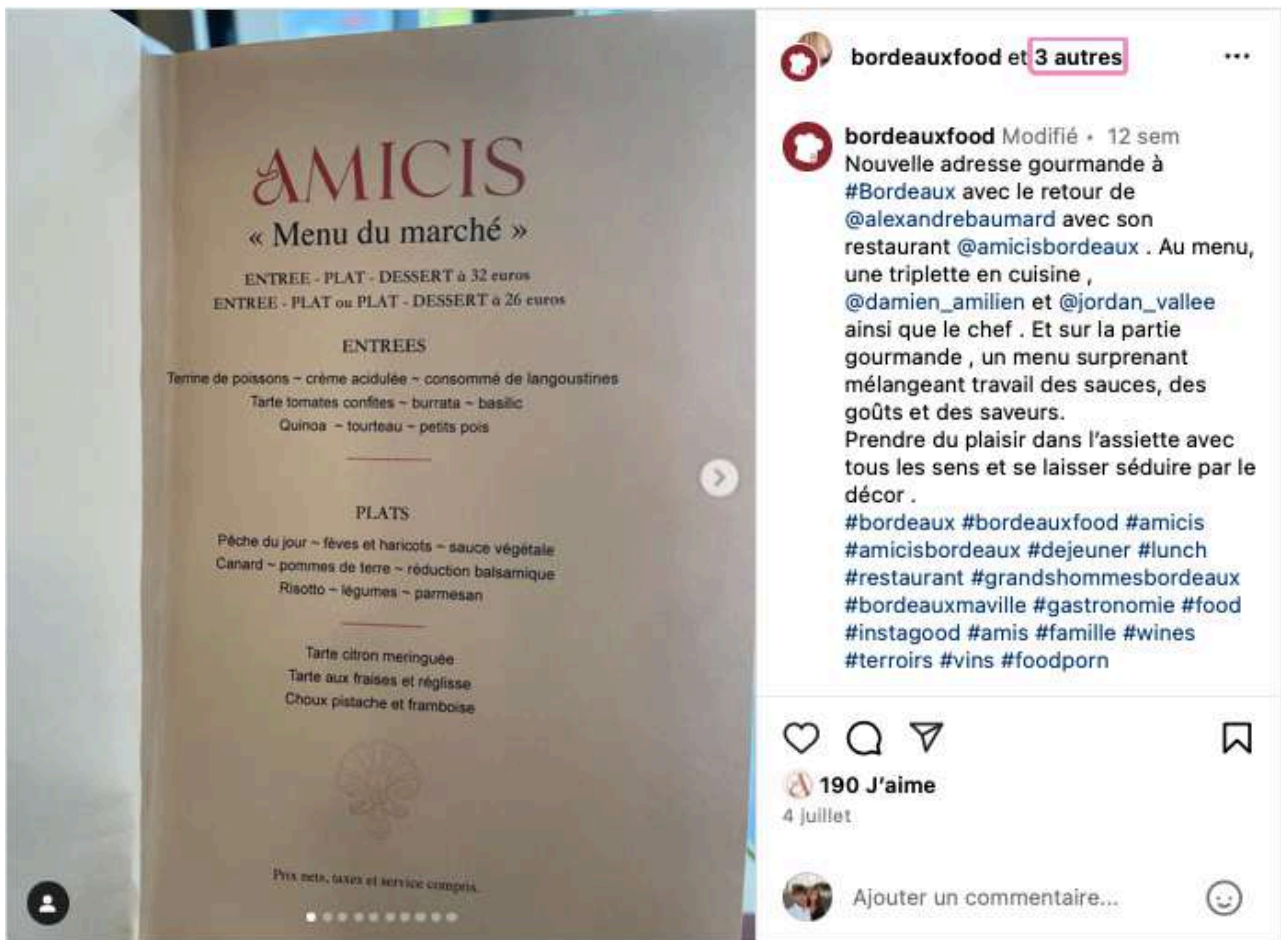 AMICIS
« Menu du marché »
ENTREE - PLAT - DESSERT à 32 euros
ENTREE - PLAT ou PLAT - DESSERT à 26 euros
ENTREES
Terrine de poissons ~ crème acidulée ~ consommé de langoustines
Tarte tomates confites ~ burrata ~ basilic
Quinoa ~ tourteau ~ petits pois
PLATS
Pêche du jour ~ fèves et haricots ~ sauce végétale
Canard ~ pommes de terre ~ réduction balsamique
Risotto ~ légumes ~ parmesan
Tarte citron meringuée
Tarte aux fraises et réglisse
Choux pistache et framboise
Prix nets, taxes et service compris.
bordeauxfood et 3 autres
bordeauxfood Modifié • 12 sem
Nouvelle adresse gourmande à
#Bordeaux avec le retour de
@alexandrebaumard avec son
restaurant @amicisbordeaux . Au menu,
une triplette en cuisine ,
@damien_amilien et @jordan_vallee
ainsi que le chef . Et sur la partie
gourmande , un menu surprenant
mélangeant travail des sauces, des
goûts et des saveurs.
Prendre du plaisir dans l'assiette avec
tous les sens et se laisser séduire par le
décor .
#bordeaux #bordeauxfood #amicis
#amicisbordeaux #dejeuner #lunch
#restaurant #grandshommesbordeaux
#bordeauxmaville #gastronomie #food
#instagood #amis #famille #wines
#terroirs #vins #foodporn
190 J'aime
4 juillet
Ajouter un commentaire...